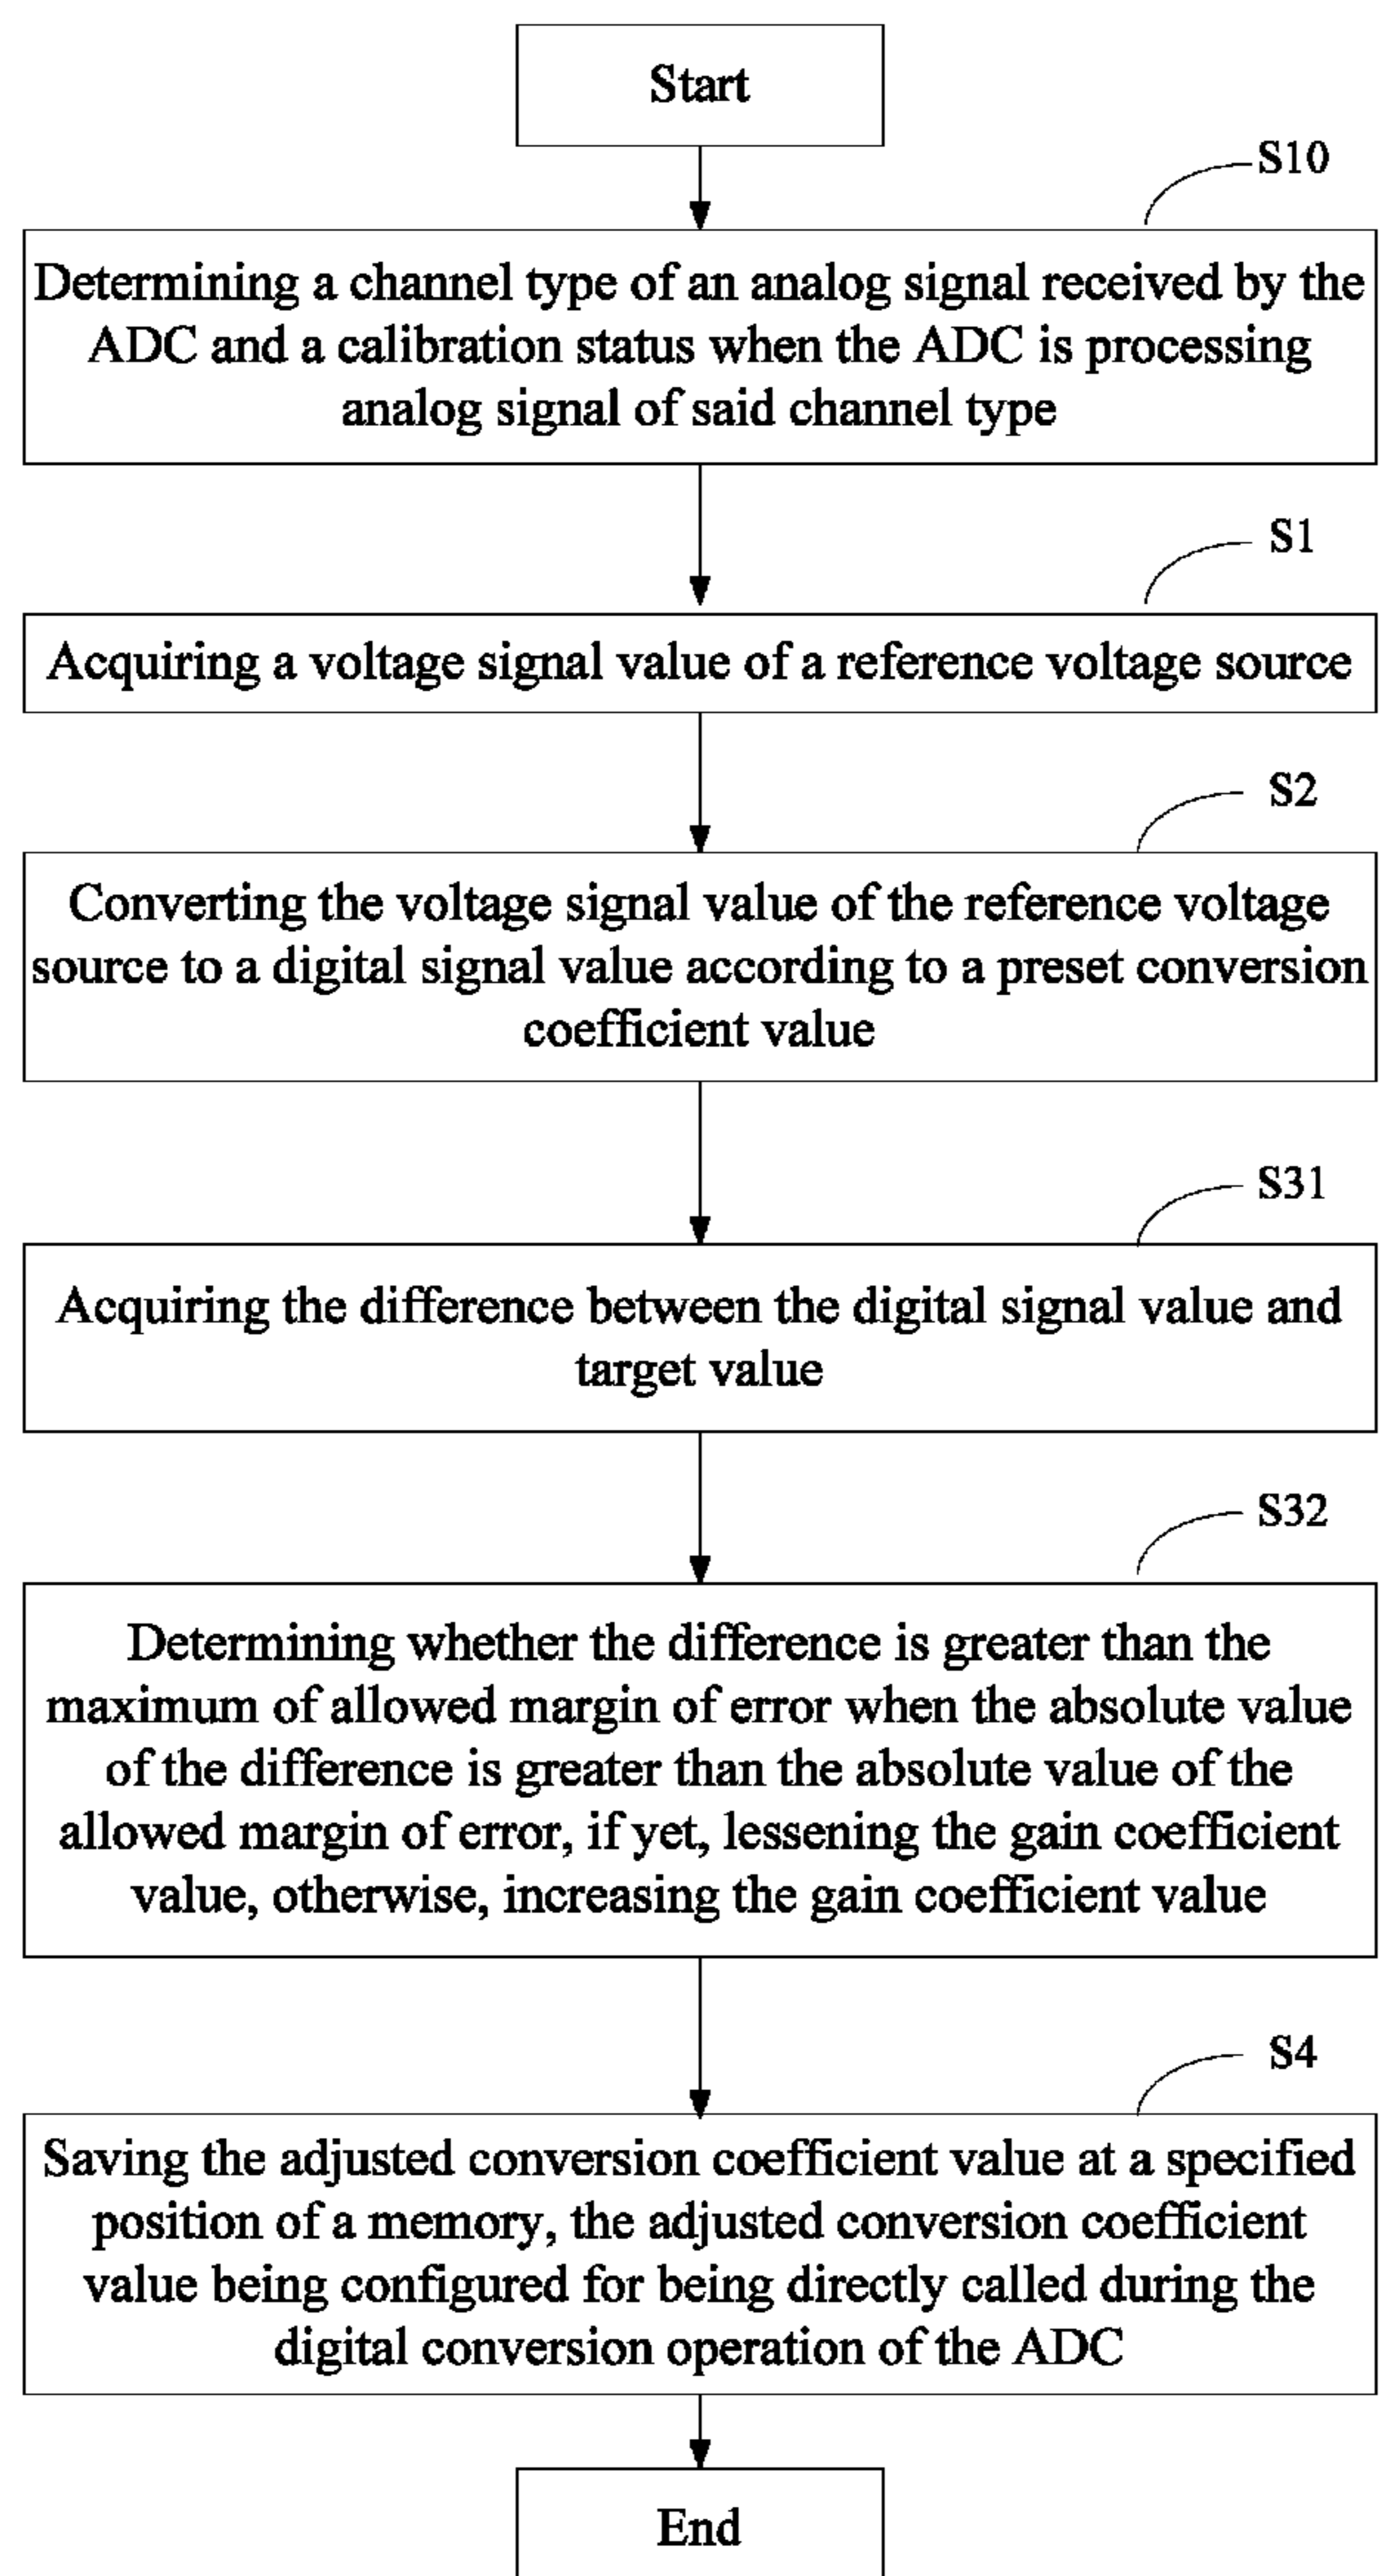 Start
S10
Determining a channel type of an analog signal received by the
ADC and a calibration status when the ADC is processing
analog signal of said channel type
S1
Acquiring a voltage signal value of a reference voltage source
S2
Converting the voltage signal value of the reference voltage
source to a digital signal value according to a preset conversion
coefficient value
S31
Acquiring the difference between the digital signal value and
target value
S32
Determining whether the difference is greater than the
maximum of allowed margin of error when the absolute value
of the difference is greater than the absolute value of the
allowed margin of error, if yet, lessening the gain coefficient
value, otherwise, increasing the gain coefficient value
S4
Saving the adjusted conversion coefficient value at a specified
position of a memory, the adjusted conversion coefficient
value being configured for being directly called during the
digital conversion operation of the ADC
End